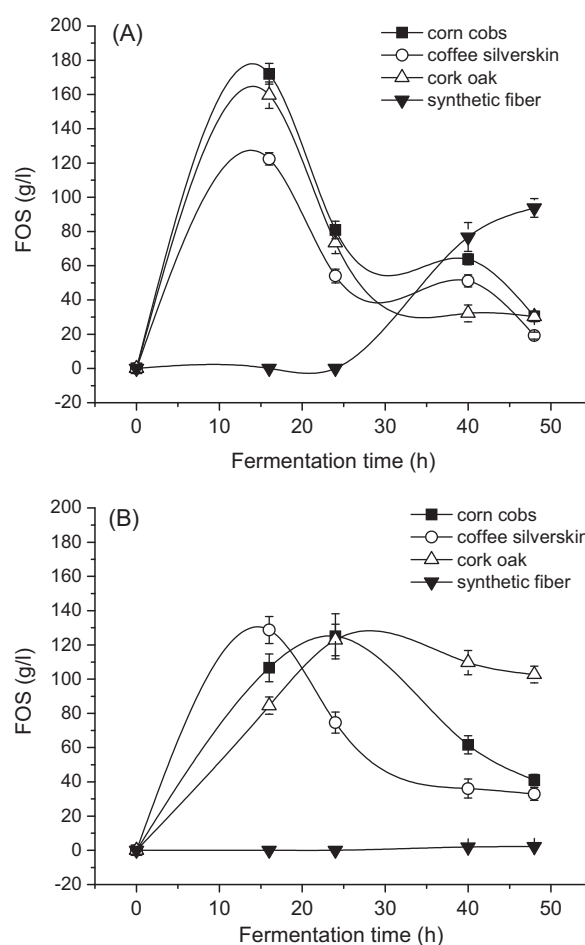 (A)
corn cobs
coffee silverskin
cork oak
synthetic fiber
FOS (g/l)
200
180
160
140
120
100
80
60
40
20
0
-20
0 10 20 30 40 50
Fermentation time (h)
(B)
corn cobs
coffee silverskin
cork oak
synthetic fiber
FOS (g/l)
200
180
160
140
120
100
80
60
40
20
0
-20
0 10 20 30 40 50
Fermentation time (h)